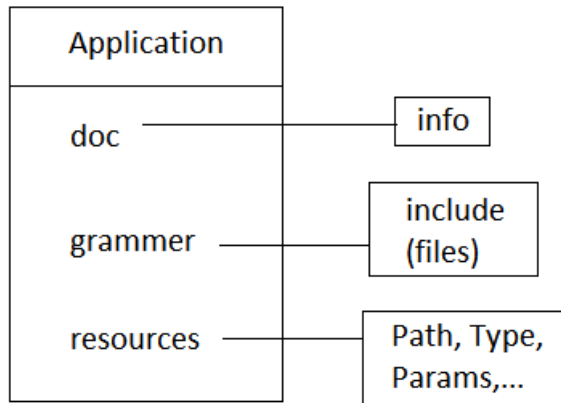 Application
doc
info
grammer
include
(files)
resources
Path, Type,
Params,...